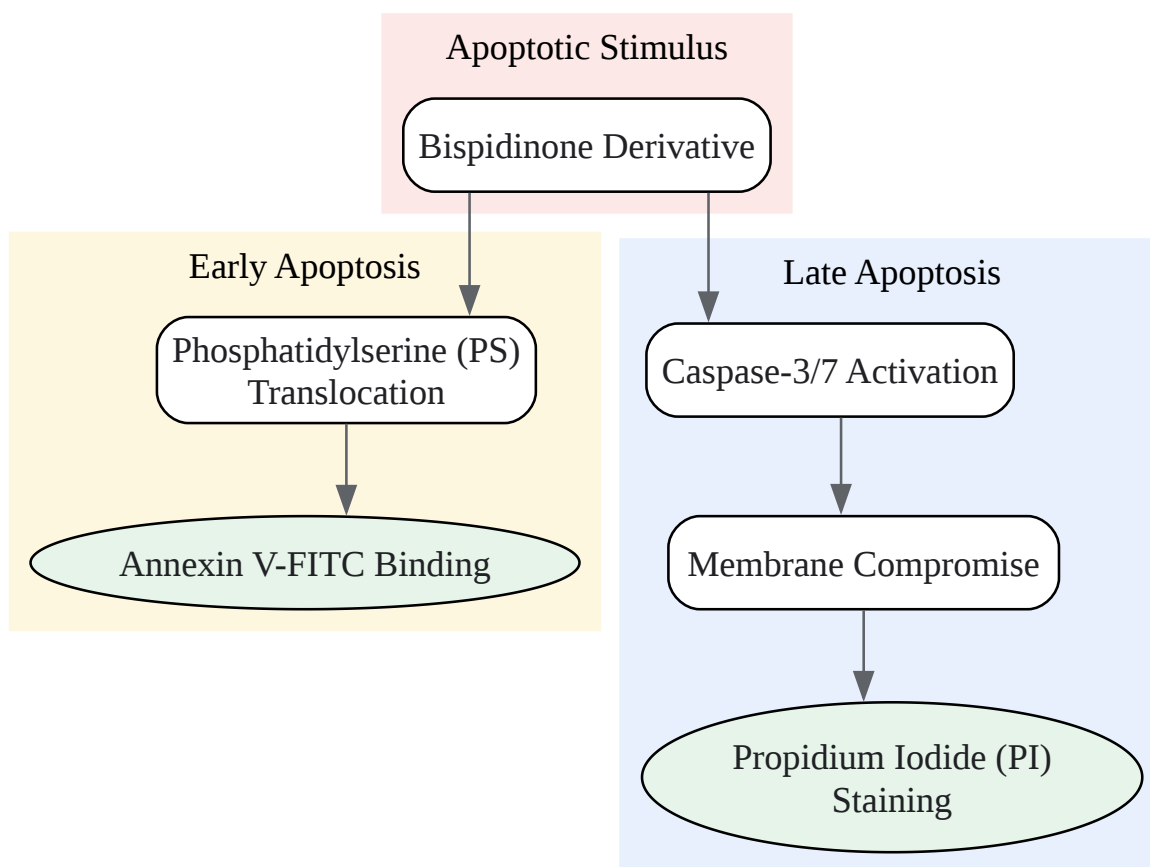 Apoptotic Stimulus
Bispidinone Derivative
Early Apoptosis
Phosphatidylserine (PS)
Translocation
Annexin V-FITC Binding
Late Apoptosis
Caspase-3/7 Activation
Membrane Compromise
Propidium Iodide (PI)
Staining